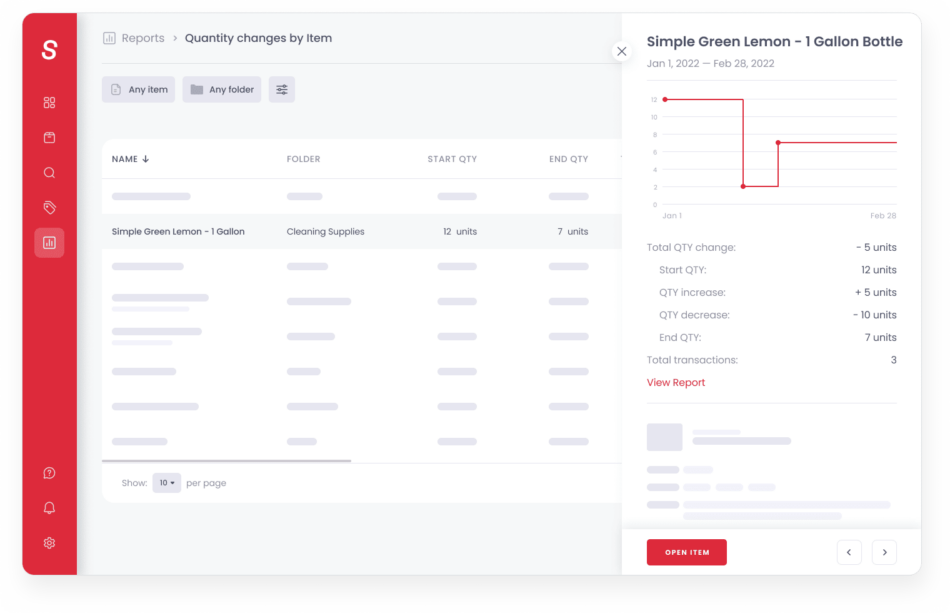 S
Reports › Quantity changes by Item
Any item
Any folder
NAME ↓ FOLDER START QTY END QTY
Simple Green Lemon - 1 Gallon Cleaning Supplies 12 units 7 units
Show: 10 per page
Simple Green Lemon - 1 Gallon Bottle
Jan 1, 2022 — Feb 28, 2022
12
10
8
6
4
2
0
Jan 1 Feb 28
Total QTY change: - 5 units
Start QTY: 12 units
QTY increase: + 5 units
QTY decrease: - 10 units
End QTY: 7 units
Total transactions: 3
View Report
OPEN ITEM